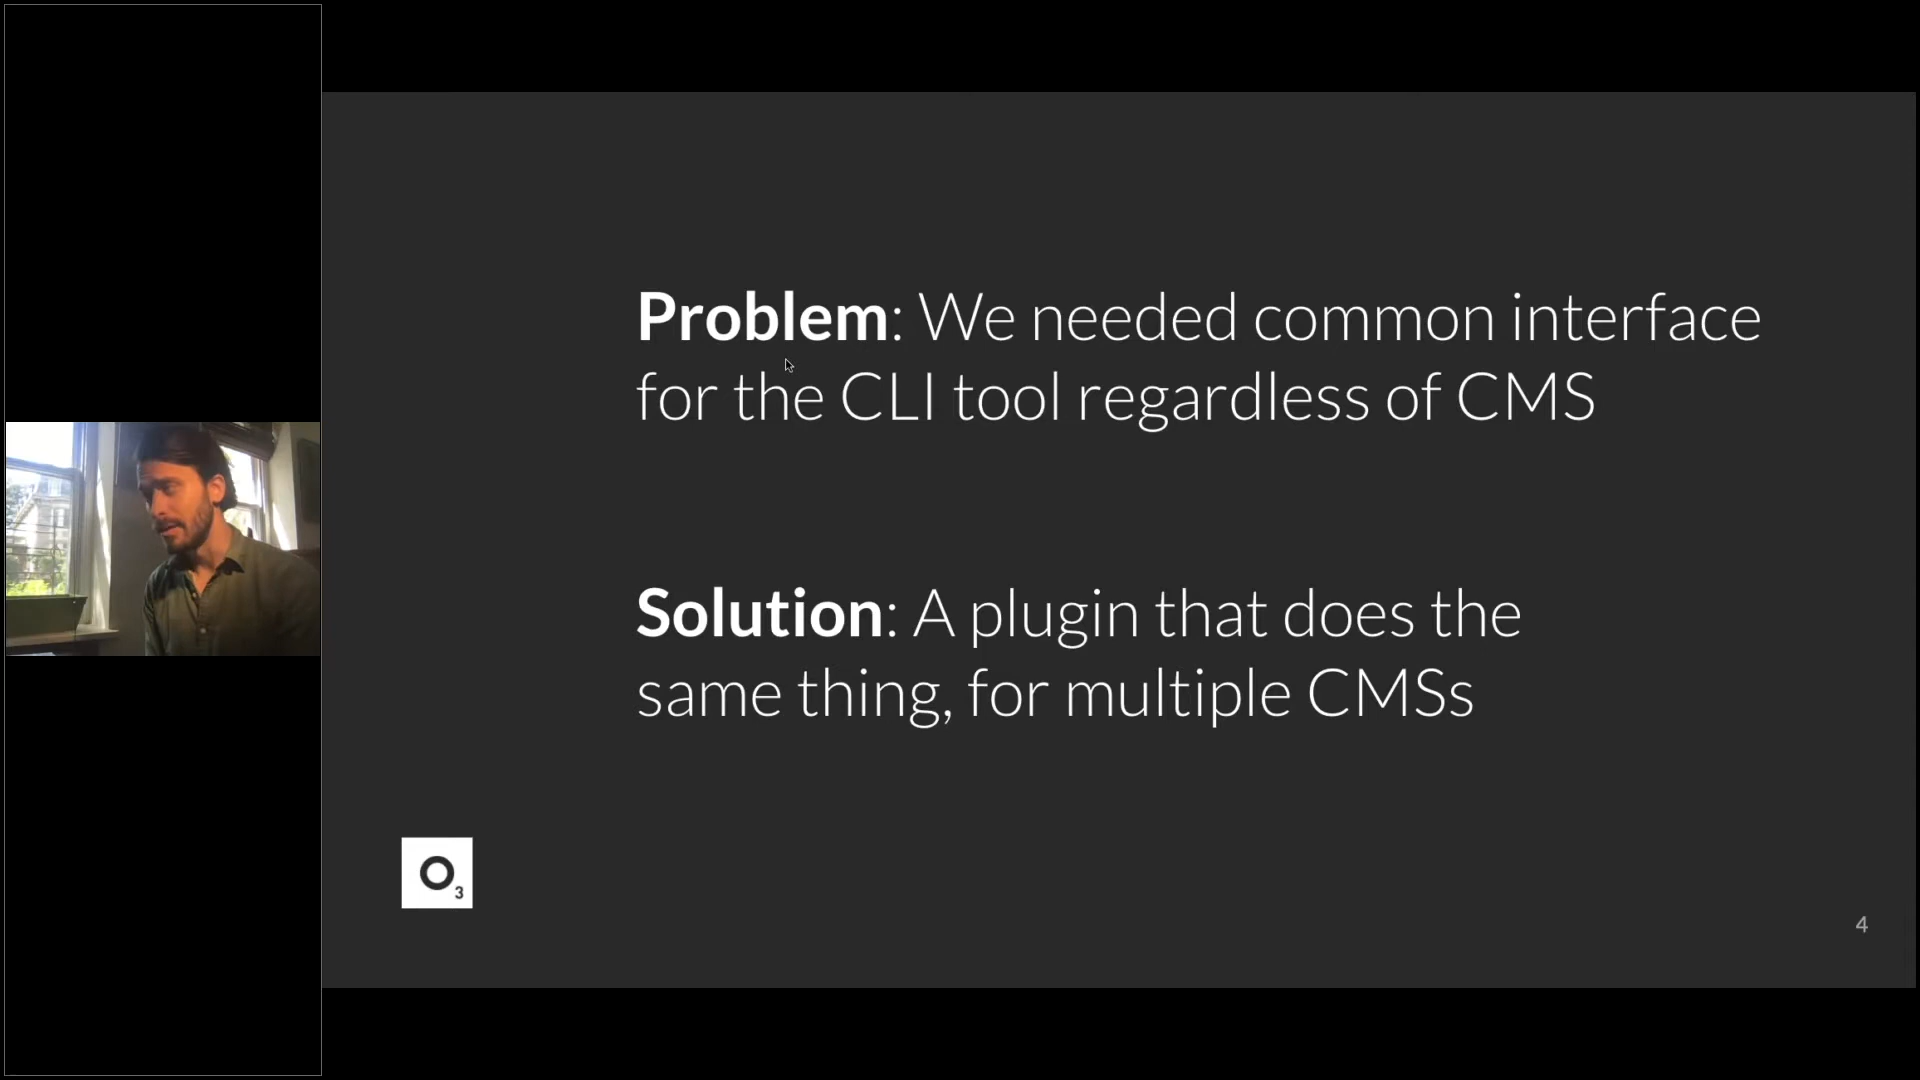 Problem: We needed common interface
for the CLI tool regardless of CMS
Solution: A plugin that does the
same thing, for multiple CMSs
O3
4